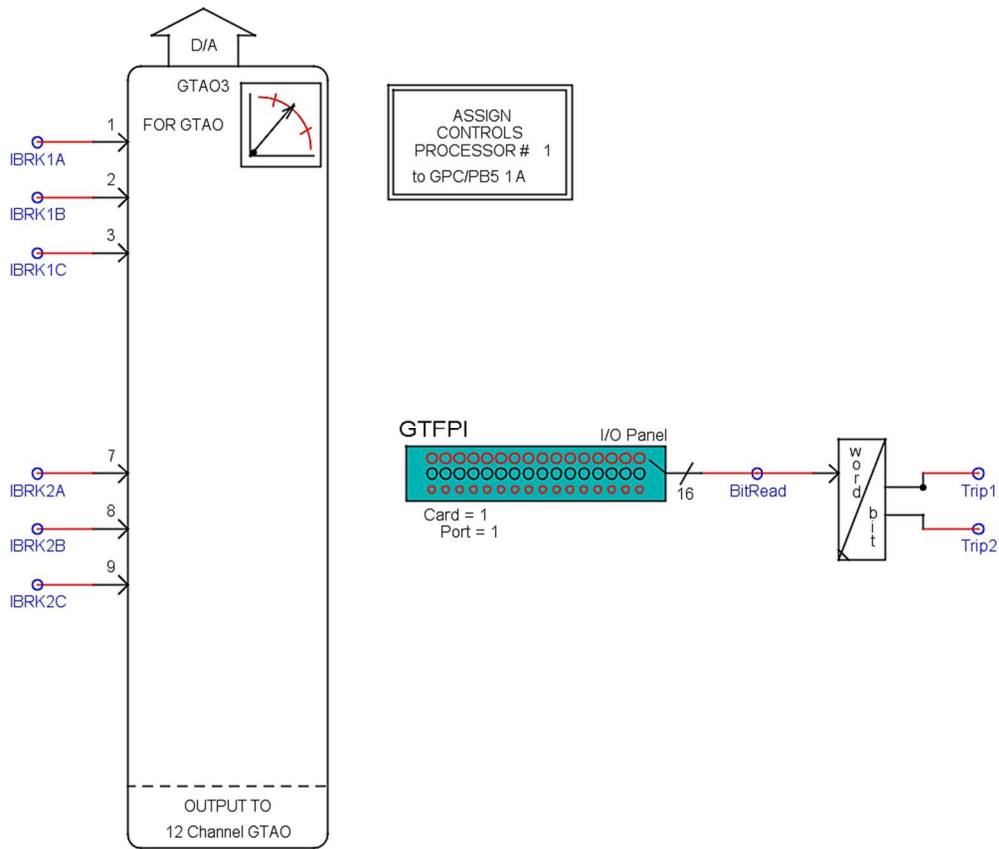 D/A
GTAO3
FOR GTAO
1
IBRK1A
2
IBRK1B
3
IBRK1C
7
IBRK2A
8
IBRK2B
9
IBRK2C
OUTPUT TO
12 Channel GTAO
ASSIGN
CONTROLS
PROCESSOR # 1
to GPC/PB5 1 A
GTFPI
I/O Panel
Card = 1
Port = 1
16
BitRead
word
bit
Trip1
Trip2